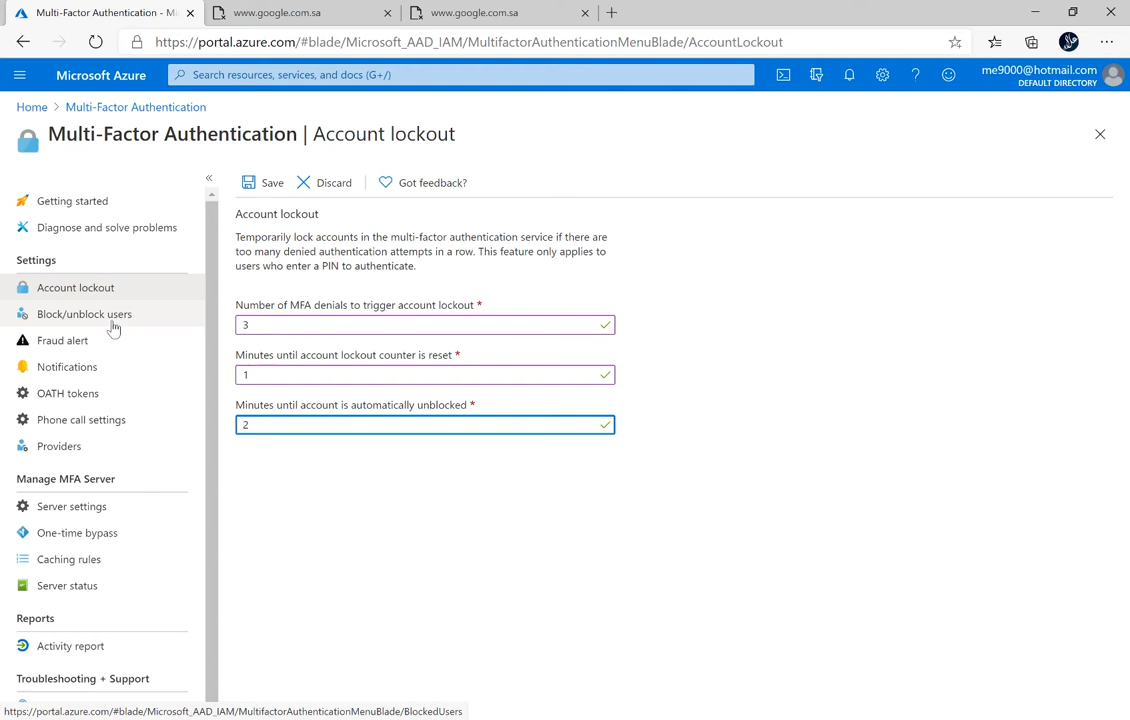 Multi-Factor Authentication - Mi
www.google.com.sa
www.google.com.sa
https://portal.azure.com/#blade/Microsoft_AAD_IAM/MultifactorAuthenticationMenuBlade/AccountLockout
Microsoft Azure
Search resources, services, and docs (G+/)
me9000@hotmail.com
DEFAULT DIRECTORY
Home > Multi-Factor Authentication
Multi-Factor Authentication | Account lockout
Getting started
Diagnose and solve problems
Settings
Account lockout
Block/unblock users
Fraud alert
Notifications
OATH tokens
Phone call settings
Providers
Manage MFA Server
Server settings
One-time bypass
Caching rules
Server status
Reports
Activity report
Troubleshooting + Support
Save
Discard
Got feedback?
Account lockout
Temporarily lock accounts in the multi-factor authentication service if there are
too many denied authentication attempts in a row. This feature only applies to
users who enter a PIN to authenticate.
Number of MFA denials to trigger account lockout *
3
Minutes until account lockout counter is reset *
1
Minutes until account is automatically unblocked *
2
https://portal.azure.com/#blade/Microsoft_AAD_IAM/MultifactorAuthenticationMenuBlade/BlockedUsers